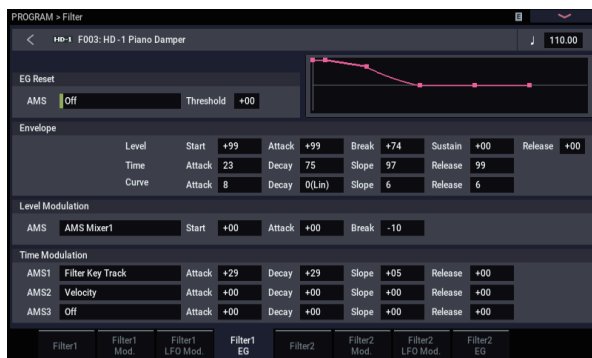 PROGRAM > Filter E
< HD-1 F003: HD-1 Piano Damper ♩ 110.00
EG Reset
AMS Off Threshold +00
Envelope
Level Start +99 Attack +99 Break +74 Sustain +00 Release +00
Time Attack 23 Decay 75 Slope 97 Release 99
Curve Attack 8 Decay 0(Lin) Slope 6 Release 6
Level Modulation
AMS AMS Mixer1 Start +00 Attack +00 Break -10
Time Modulation
AMS1 Filter Key Track Attack +29 Decay +29 Slope +05 Release +00
AMS2 Velocity Attack +00 Decay +00 Slope +00 Release +00
AMS3 Off Attack +00 Decay +00 Slope +00 Release +00
Filter1 Filter1 Mod. Filter1 LFO Mod. Filter1 EG Filter2 Filter2 Mod. Filter2 LFO Mod. Filter2 EG